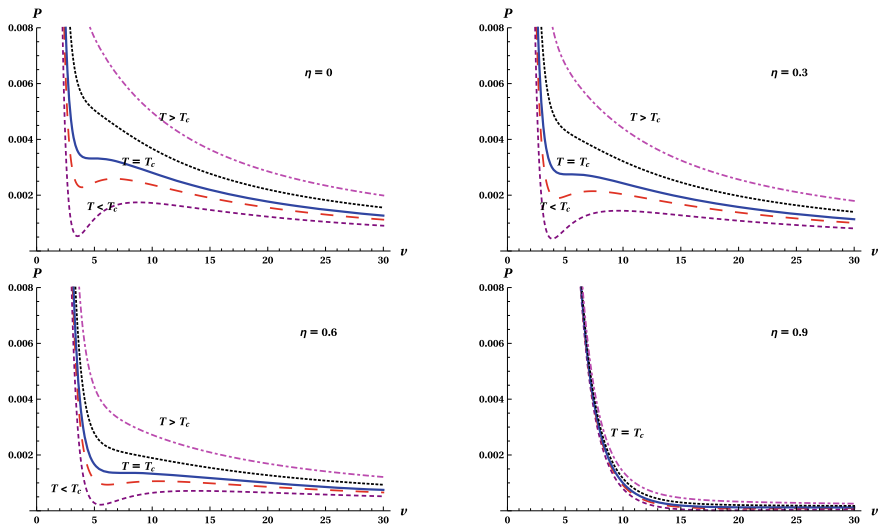 P
0.008
0.006
0.004
0.002
0 5 10 15 20 25 30 v
η = 0
T > Tc
T = Tc
T < Tc
P
0.008
0.006
0.004
0.002
0 5 10 15 20 25 30 v
η = 0.3
T > Tc
T = Tc
T < Tc
P
0.008
0.006
0.004
0.002
0 5 10 15 20 25 30 v
η = 0.6
T > Tc
T = Tc
T < Tc
P
0.008
0.006
0.004
0.002
0 5 10 15 20 25 30 v
η = 0.9
T = Tc